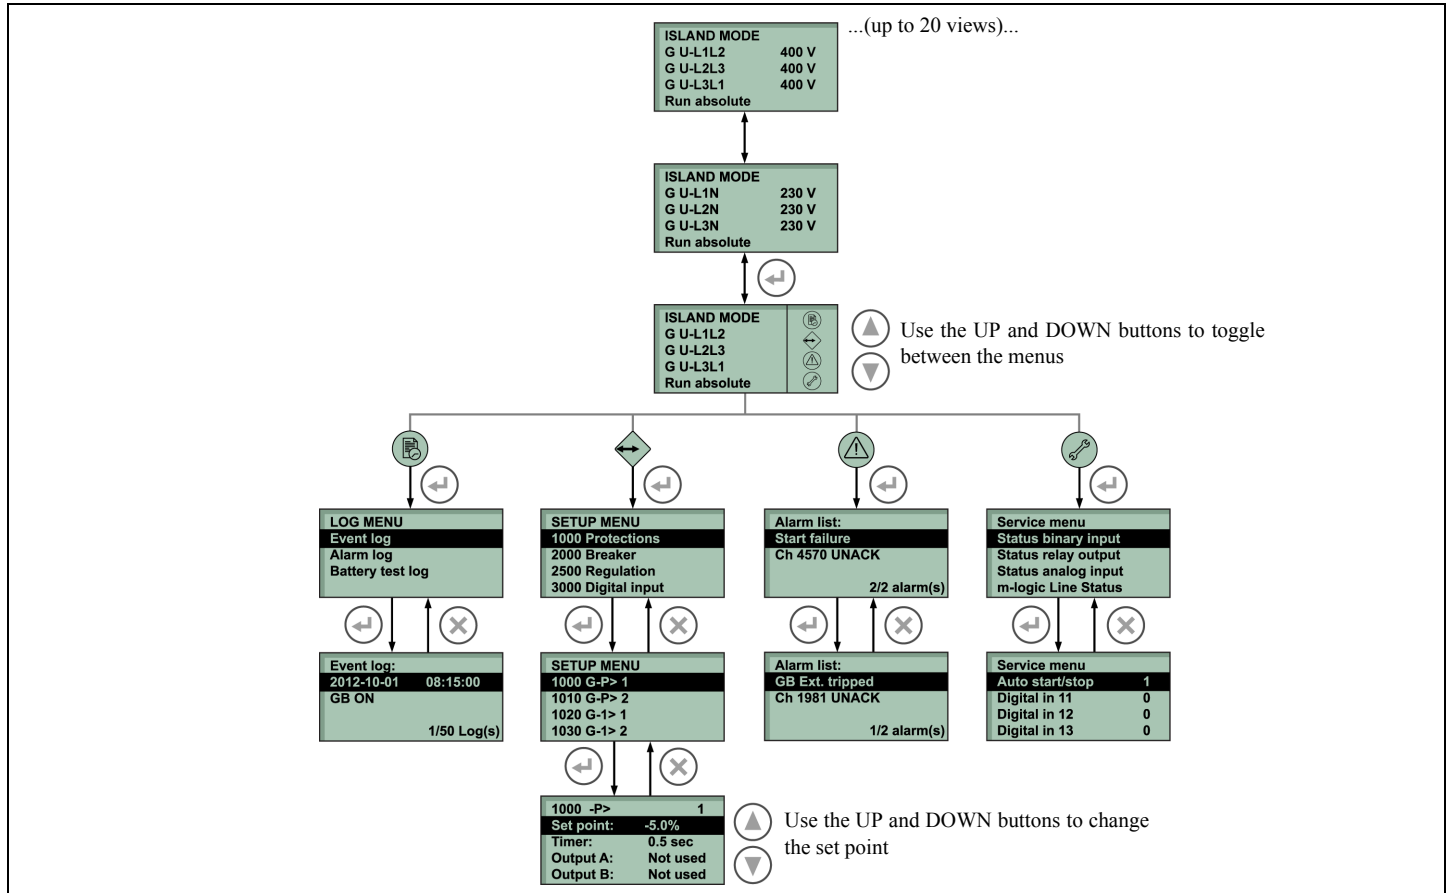 ISLAND MODE
G U-L1L2 400 V
G U-L2L3 400 V
G U-L3L1 400 V
Run absolute
...(up to 20 views)...
ISLAND MODE
G U-L1N 230 V
G U-L2N 230 V
G U-L3N 230 V
Run absolute
ISLAND MODE
G U-L1L2
G U-L2L3
G U-L3L1
Run absolute
Use the UP and DOWN buttons to toggle
between the menus
LOG MENU
Event log
Alarm log
Battery test log
SETUP MENU
1000 Protections
2000 Breaker
2500 Regulation
3000 Digital input
Alarm list:
Start failure
Ch 4570 UNACK
2/2 alarm(s)
Service menu
Status binary input
Status relay output
Status analog input
m-logic Line Status
Event log:
2012-10-01 08:15:00
GB ON
1/50 Log(s)
SETUP MENU
1000 G-P> 1
1010 G-P> 2
1020 G-1> 1
1030 G-1> 2
Alarm list:
GB Ext. tripped
Ch 1981 UNACK
1/2 alarm(s)
Service menu
Auto start/stop 1
Digital in 11 0
Digital in 12 0
Digital in 13 0
1000 -P> 1
Set point: -5.0%
Timer: 0.5 sec
Output A: Not used
Output B: Not used
Use the UP and DOWN buttons to change
the set point